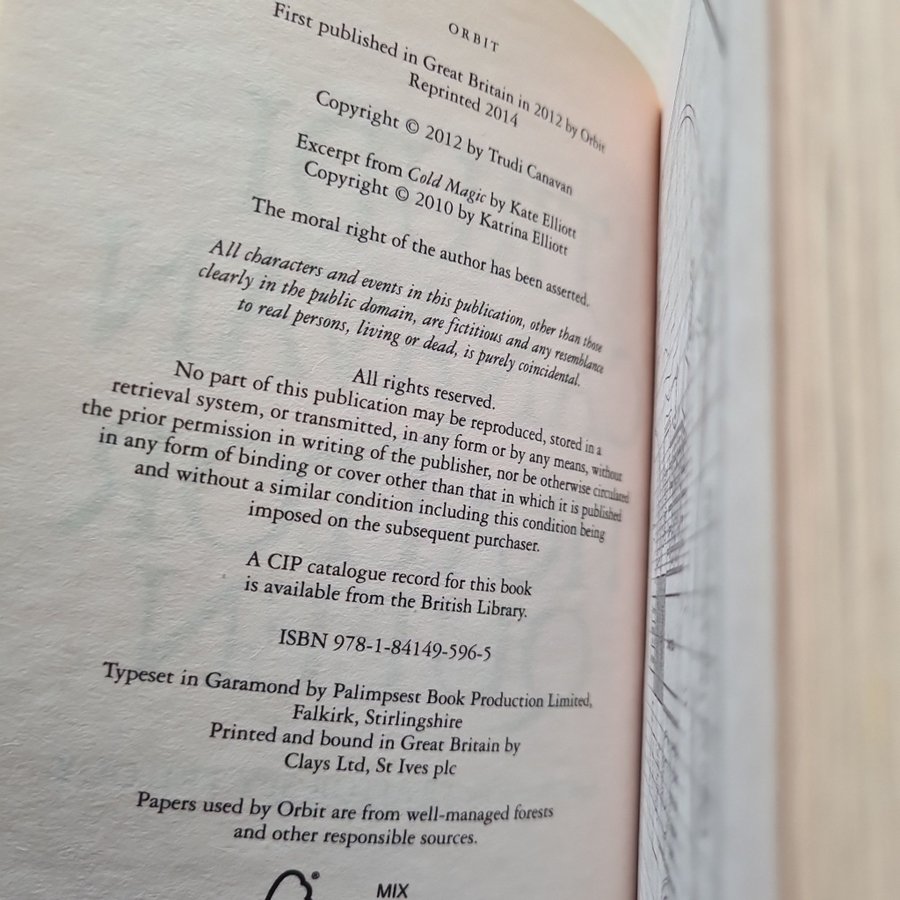 ORBIT
First published in Great Britain in 2012 by Orbit
Reprinted 2014
Copyright © 2012 by Trudi Canavan
Excerpt from Cold Magic by Kate Elliott
Copyright © 2010 by Katrina Elliott
The moral right of the author has been asserted.
All characters and events in this publication, other than those
clearly in the public domain, are fictitious and any resemblance
to real persons, living or dead, is purely coincidental.
All rights reserved.
No part of this publication may be reproduced, stored in a
retrieval system, or transmitted, in any form or by any means, without
the prior permission in writing of the publisher, nor be otherwise circulated
in any form of binding or cover other than that in which it is published
and without a similar condition including this condition being
imposed on the subsequent purchaser.
A CIP catalogue record for this book
is available from the British Library.
ISBN 978-1-84149-596-5
Typeset in Garamond by Palimpsest Book Production Limited,
Falkirk, Stirlingshire
Printed and bound in Great Britain by
Clays Ltd, St Ives plc
Papers used by Orbit are from well-managed forests
and other responsible sources.
® MIX